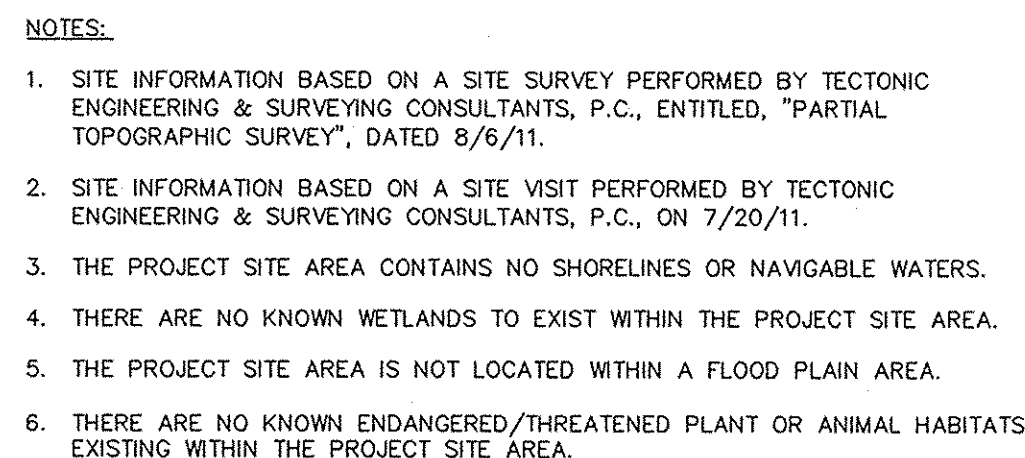 NOTES:
1. SITE INFORMATION BASED ON A SITE SURVEY PERFORMED BY TECTONIC
ENGINEERING & SURVEYING CONSULTANTS, P.C., ENTITLED, "PARTIAL
TOPOGRAPHIC SURVEY", DATED 8/6/11.
2. SITE INFORMATION BASED ON A SITE VISIT PERFORMED BY TECTONIC
ENGINEERING & SURVEYING CONSULTANTS, P.C., ON 7/20/11.
3. THE PROJECT SITE AREA CONTAINS NO SHORELINES OR NAVIGABLE WATERS.
4. THERE ARE NO KNOWN WETLANDS TO EXIST WITHIN THE PROJECT SITE AREA.
5. THE PROJECT SITE AREA IS NOT LOCATED WITHIN A FLOOD PLAIN AREA.
6. THERE ARE NO KNOWN ENDANGERED/THREATENED PLANT OR ANIMAL HABITATS
EXISTING WITHIN THE PROJECT SITE AREA.